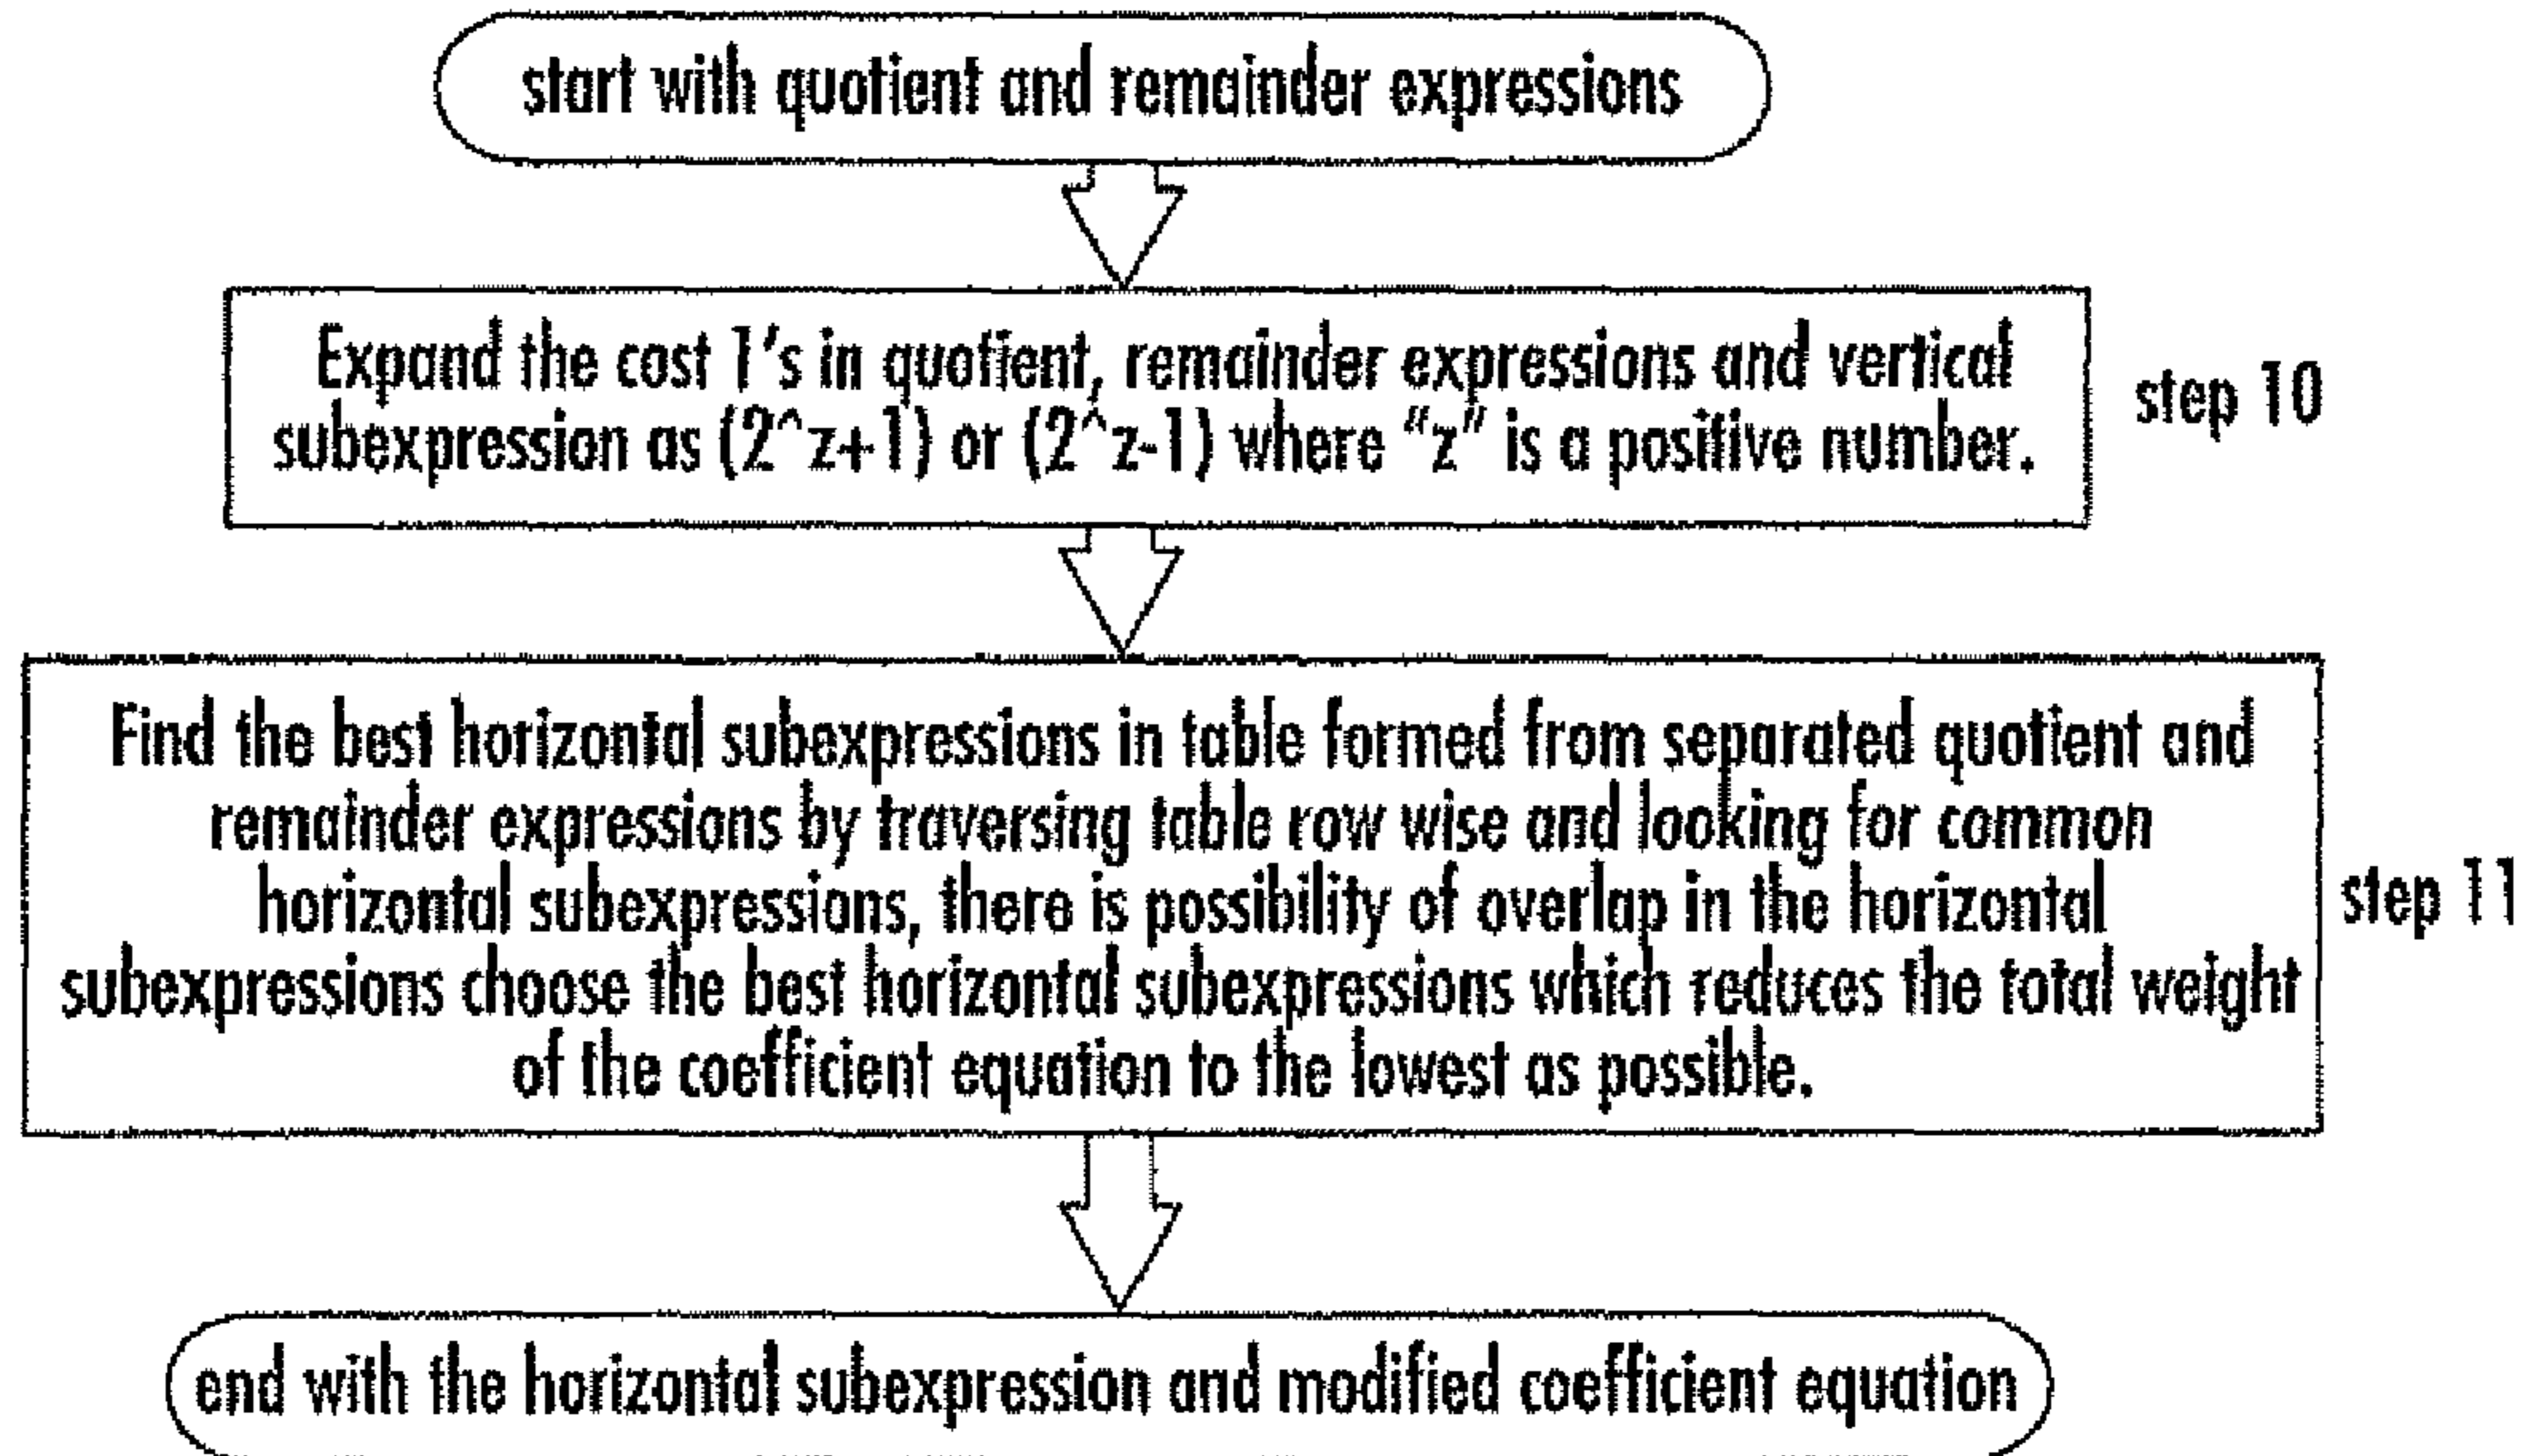 start with quotient and remainder expressions
Expand the cost 1's in quotient, remainder expressions and vertical
subexpression as (2^z+1) or (2^z-1) where "z" is a positive number.
step 10
Find the best horizontal subexpressions in table formed from separated quotient and
remainder expressions by traversing table row wise and looking for common
horizontal subexpressions, there is possibility of overlap in the horizontal
subexpressions choose the best horizontal subexpressions which reduces the total weight
of the coefficient equation to the lowest as possible.
step 11
end with the horizontal subexpression and modified coefficient equation